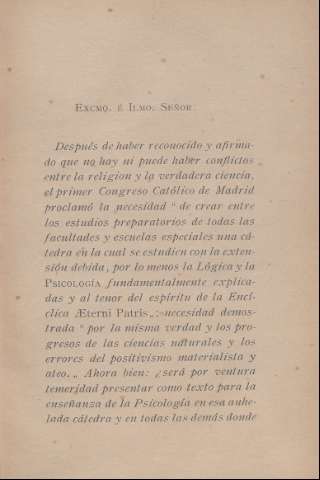 EXCMO. É ILMO. SEÑOR:
Después de haber reconocido y afirma-
do que no hay ni puede haber conflictos
entre la religion y la verdadera ciencia,
el primer Congreso Católico de Madrid
proclamó la necesidad “ de crear entre
los estudios preparatorios de todas las
facultades y escuelas especiales una cá-
tedra en la cual se estudien con la exten-
sión debida, por lo menos la Lógica y la
PSICOLOGÍA fundamentalmente explica-
das y al tenor del espíritu de la Encí-
clica ÆTERNI PATRIS „:-necesidad demos-
trada “ por la misma verdad y los pro-
gresos de las ciencias naturales y los
errores del positivismo materialista y
ateo. „ Ahora bien: ¿será por ventura
temeridad presentar como texto para la
enseñanza de la Psicología en esa anhe-
lada cátedra y en todas las demás donde